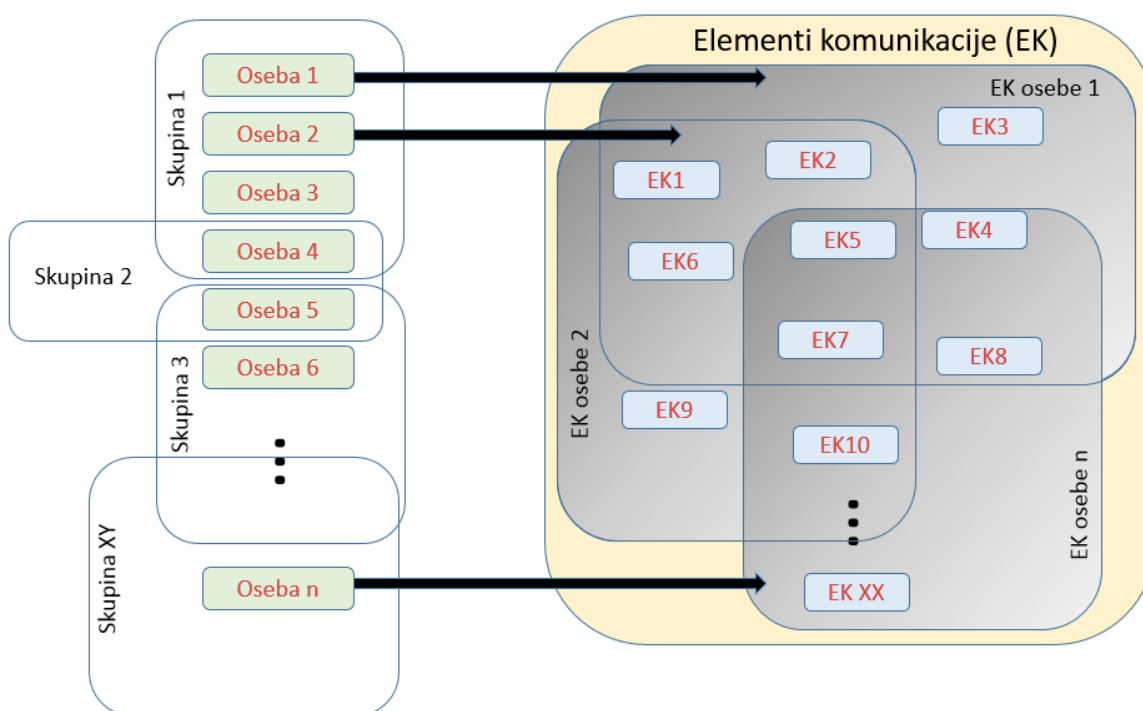 Skupina 1
Oseba 1
Oseba 2
Oseba 3
Oseba 4
Skupina 2
Oseba 5
Oseba 6
Skupina 3
Skupina XY
Oseba n
Elementi komunikacije (EK)
EK osebe 1
EK3
EK2
EK1
EK4
EK5
EK6
EK7
EK8
EK osebe 2
EK9
EK10
EK osebe n
EK XX